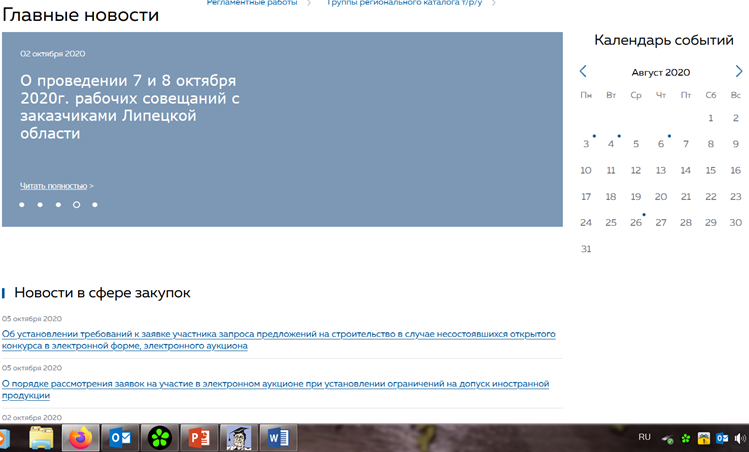 Регламентные работы
Группы регионального каталога т/р/у
Главные новости
02 октября 2020
О проведении 7 и 8 октября
2020г. рабочих совещаний с
заказчиками Липецкой
области
Читать полностью >
Календарь событий
Август 2020
Пн Вт Ср Чт Пт Сб Вс
1 2
3 4 5 6 7 8 9
10 11 12 13 14 15 16
17 18 19 20 21 22 23
24 25 26 27 28 29 30
31
Новости в сфере закупок
05 октября 2020
Об установлении требований к заявке участника запроса предложений на строительство в случае несостоявшихся открытого
конкурса в электронной форме, электронного аукциона
05 октября 2020
О порядке рассмотрения заявок на участие в электронном аукционе при установлении ограничений на допуск иностранной
продукции
02 октября 2020
RU